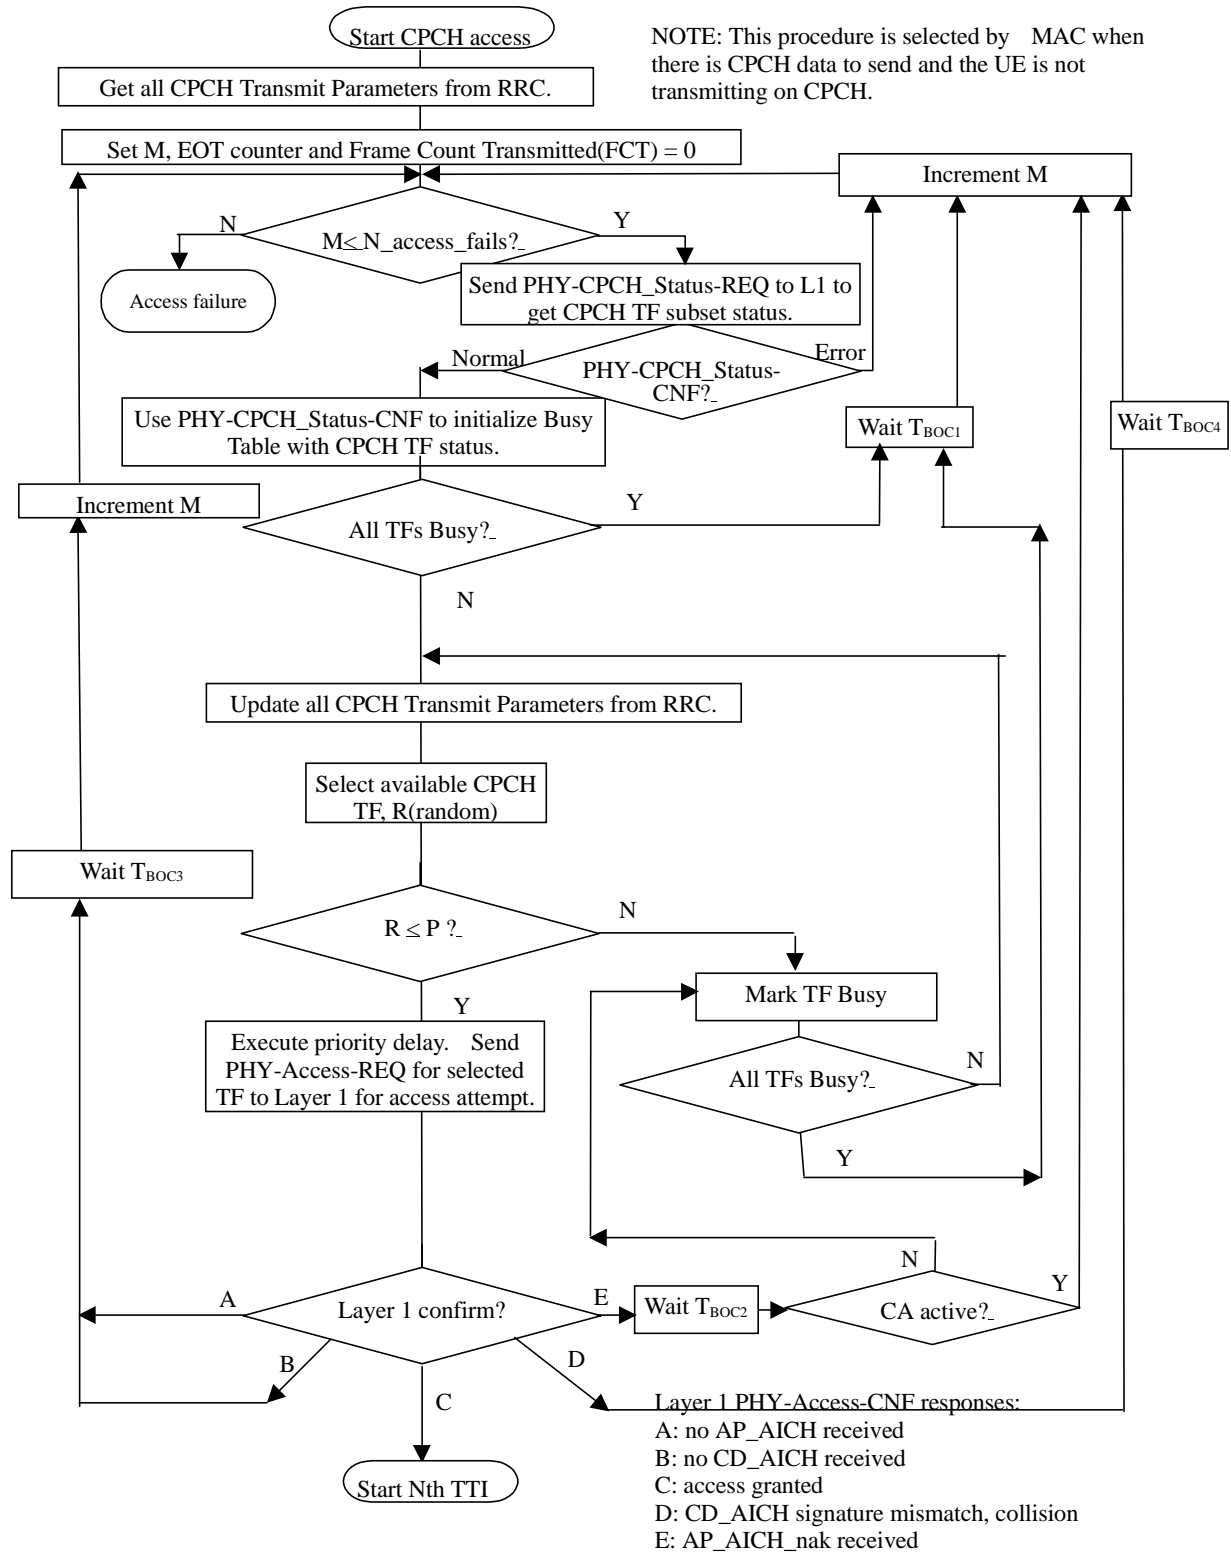 Start CPCH access
NOTE: This procedure is selected by MAC when
there is CPCH data to send and the UE is not
transmitting on CPCH.
Get all CPCH Transmit Parameters from RRC.
Set M, EOT counter and Frame Count Transmitted(FCT) = 0
Increment M
N
Y
M≤ N_access_fails?
Access failure
Send PHY-CPCH_Status-REQ to L1 to
get CPCH TF subset status.
Normal
Error
PHY-CPCH_Status-
CNF?
Use PHY-CPCH_Status-CNF to initialize Busy
Table with CPCH TF status.
Wait TBOC1
Wait TBOC4
Increment M
Y
All TFs Busy?
N
Update all CPCH Transmit Parameters from RRC.
Select available CPCH
TF, R(random)
Wait TBOC3
N
R ≤ P ?
Y
Mark TF Busy
Execute priority delay. Send
PHY-Access-REQ for selected
TF to Layer 1 for access attempt.
N
All TFs Busy?
Y
N
Y
A
Layer 1 confirm?
E
Wait TBOC2
CA active?
B
D
C
Start Nth TTI
Layer 1 PHY-Access-CNF responses:
A: no AP_AICH received
B: no CD_AICH received
C: access granted
D: CD_AICH signature mismatch, collision
E: AP_AICH_nak received